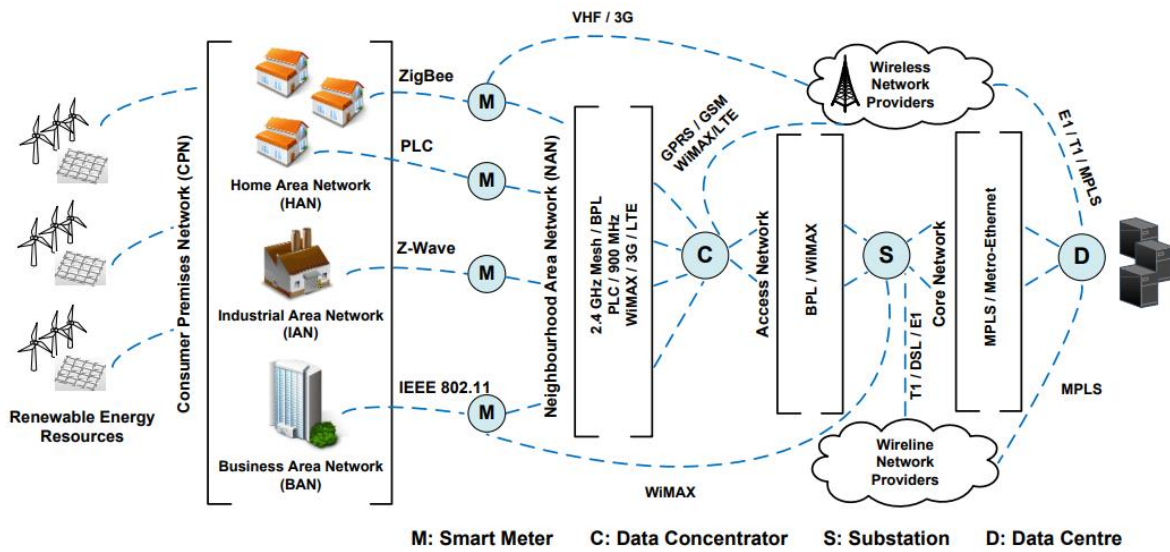 VHF / 3G
ZigBee
M
Wireless
Network
Providers
GPRS / GSM
WiMAX/LTE
E1 / T1 / MPLS
PLC
M
Home Area Network
(HAN)
Consumer Premises Network (CPN)
Z-Wave
M
Industrial Area Network
(IAN)
Neighbourhood Area Network (NAN)
2.4 GHz Mesh / BPL
PLC / 900 MHz
WiMAX / 3G / LTE
C
Access Network
BPL / WiMAX
S
Core Network
MPLS / Metro-Ethernet
D
T1 / DSL / E1
MPLS
IEEE 802.11
M
Renewable Energy
Resources
Business Area Network
(BAN)
Wireline
Network
Providers
WiMAX
M: Smart Meter C: Data Concentrator S: Substation D: Data Centre